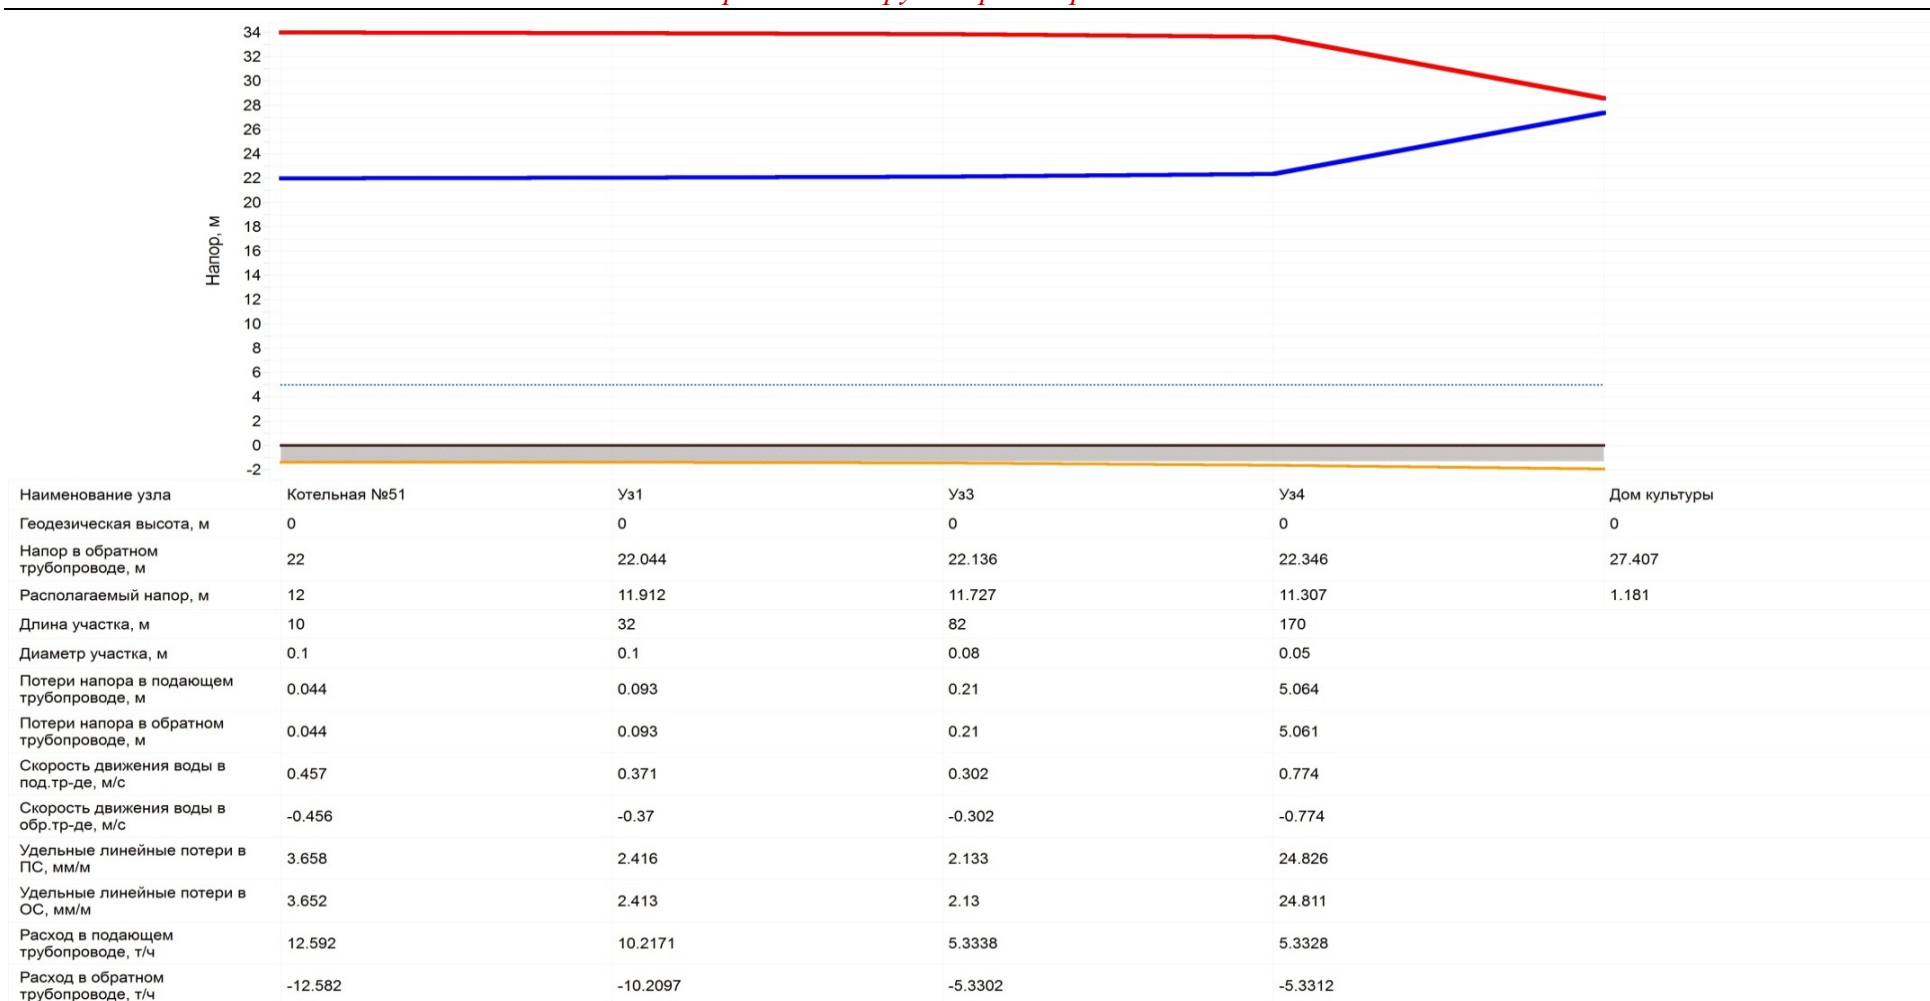 34
32
30
28
26
24
22
20
18
16
14
12
10
8
6
4
2
0
-2
Напор, м
Наименование узла Котельная №51 Уз1 Уз3 Уз4 Дом культуры
Геодезическая высота, м 0 0 0 0 0
Напор в обратном
трубопроводе, м 22 22.044 22.136 22.346 27.407
Располагаемый напор, м 12 11.912 11.727 11.307 1.181
Длина участка, м 10 32 82 170
Диаметр участка, м 0.1 0.1 0.08 0.05
Потери напора в подающем
трубопроводе, м 0.044 0.093 0.21 5.064
Потери напора в обратном
трубопроводе, м 0.044 0.093 0.21 5.061
Скорость движения воды в
под.тр-де, м/с 0.457 0.371 0.302 0.774
Скорость движения воды в
обр.тр-де, м/с -0.456 -0.37 -0.302 -0.774
Удельные линейные потери в
ПС, мм/м 3.658 2.416 2.133 24.826
Удельные линейные потери в
ОС, мм/м 3.652 2.413 2.13 24.811
Расход в подающем
трубопроводе, т/ч 12.592 10.2171 5.3338 5.3328
Расход в обратном
трубопроводе, т/ч -12.582 -10.2097 -5.3302 -5.3312